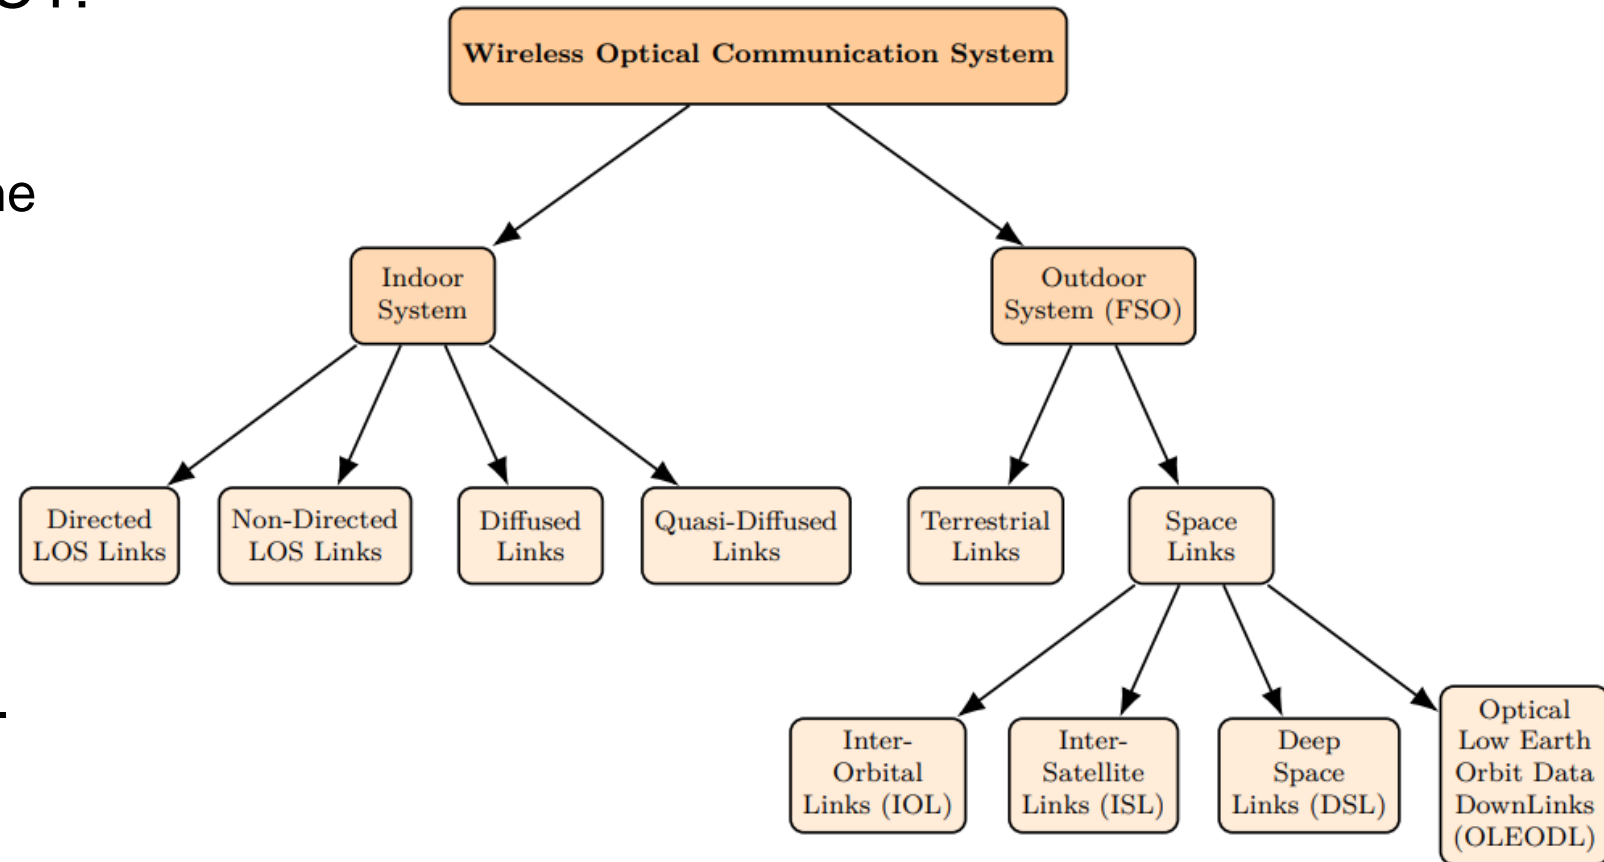 Wireless Optical Communication System
Indoor
System
Outdoor
System (FSO)
Directed
LOS Links
Non-Directed
LOS Links
Diffused
Links
Quasi-Diffused
Links
Terrestrial
Links
Space
Links
Inter-
Orbital
Links (IOL)
Inter-
Satellite
Links (ISL)
Deep
Space
Links (DSL)
Optical
Low Earth
Orbit Data
DownLinks
(OLEODL)